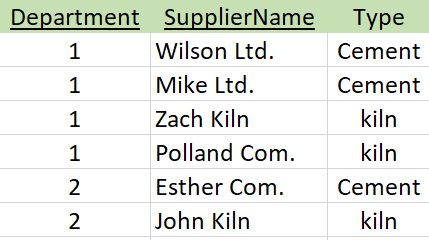 Department SupplierName Type
1 Wilson Ltd. Cement
1 Mike Ltd. Cement
1 Zach Kiln kiln
1 Polland Com. kiln
2 Esther Com. Cement
2 John Kiln kiln